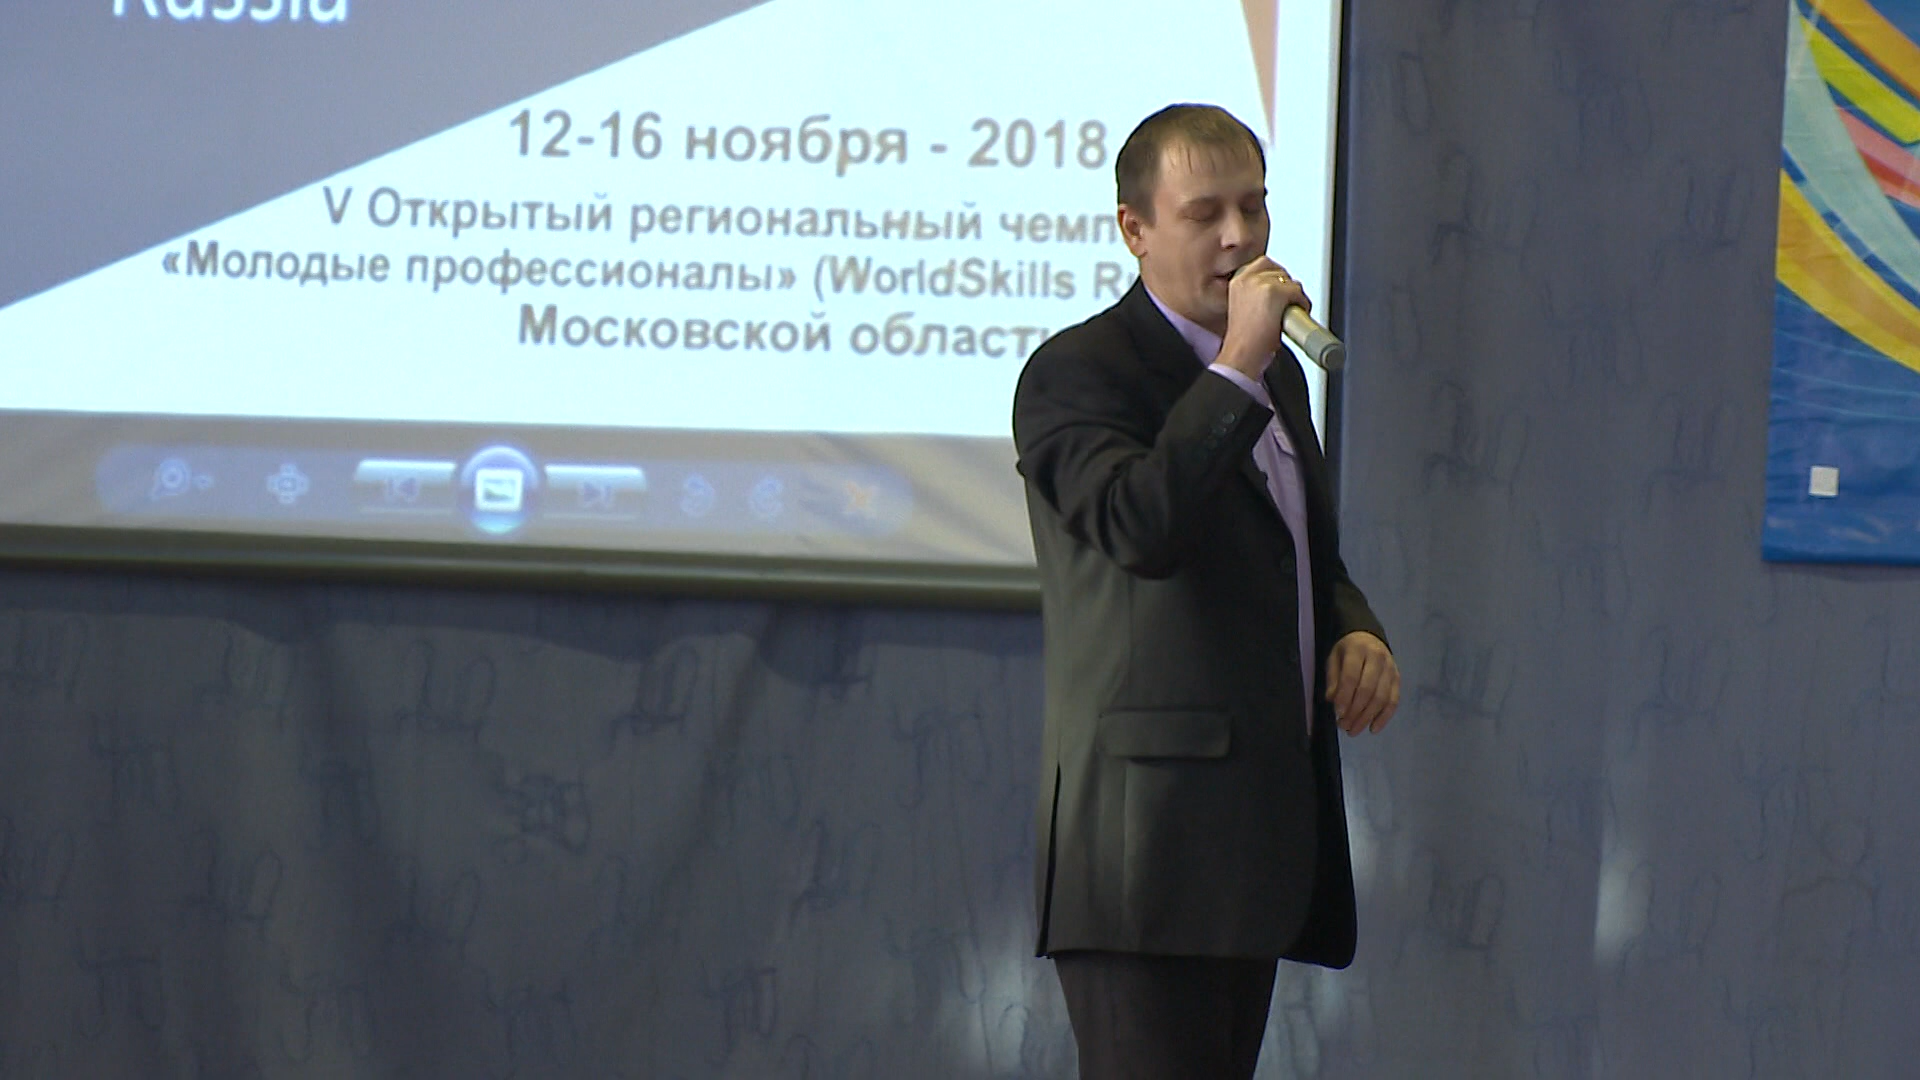 Russia
12-16 ноября - 2018
V Открытый региональный чемп
«Молодые профессионалы» (WorldSkills R
Московской област